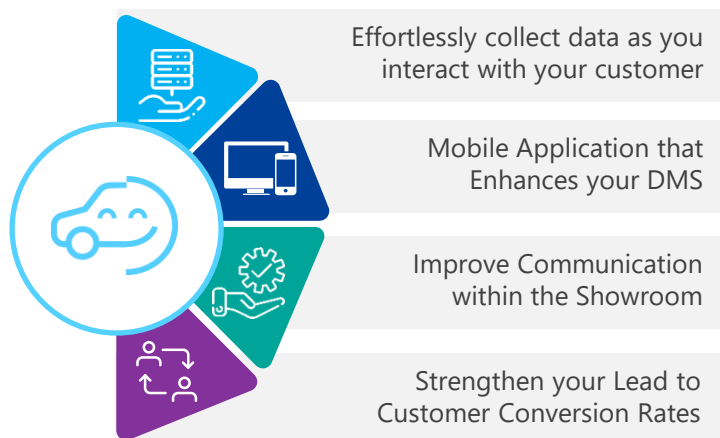 Effortlessly collect data as you
interact with your customer
Mobile Application that
Enhances your DMS
Improve Communication
within the Showroom
Strengthen your Lead to
Customer Conversion Rates